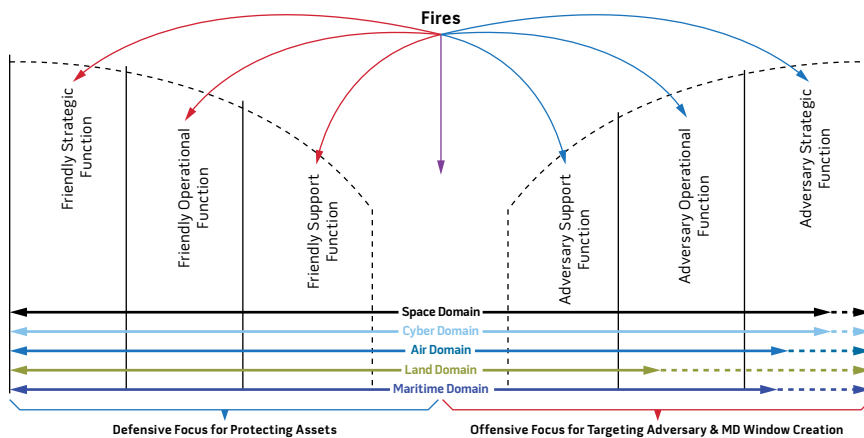 Fires
Friendly Strategic
Function
Friendly Operational
Function
Friendly Support
Function
Adversary Support
Function
Adversary Operational
Function
Adversary Strategic
Function
Space Domain
Cyber Domain
Air Domain
Land Domain
Maritime Domain
Defensive Focus for Protecting Assets
Offensive Focus for Targeting Adversary & MD Window Creation